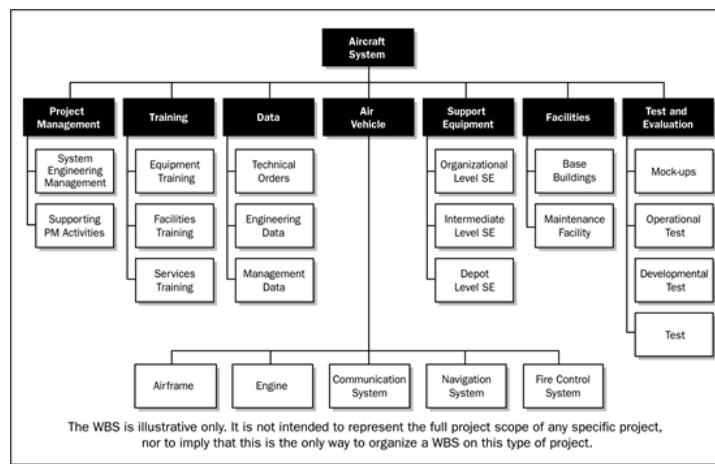 Aircraft
System
Project
Management
Training
Data
Air
Vehicle
Support
Equipment
Facilities
Test and
Evaluation
System
Engineering
Management
Equipment
Training
Technical
Orders
Organizational
Level SE
Base
Buildings
Mock-ups
Supporting
PM Activities
Facilities
Training
Engineering
Data
Intermediate
Level SE
Maintenance
Facility
Operational
Test
Services
Training
Management
Data
Depot
Level SE
Developmental
Test
Test
Airframe
Engine
Communication
System
Navigation
System
Fire Control
System
The WBS is illustrative only. It is not intended to represent the full project scope of any specific project,
nor to imply that this is the only way to organize a WBS on this type of project.